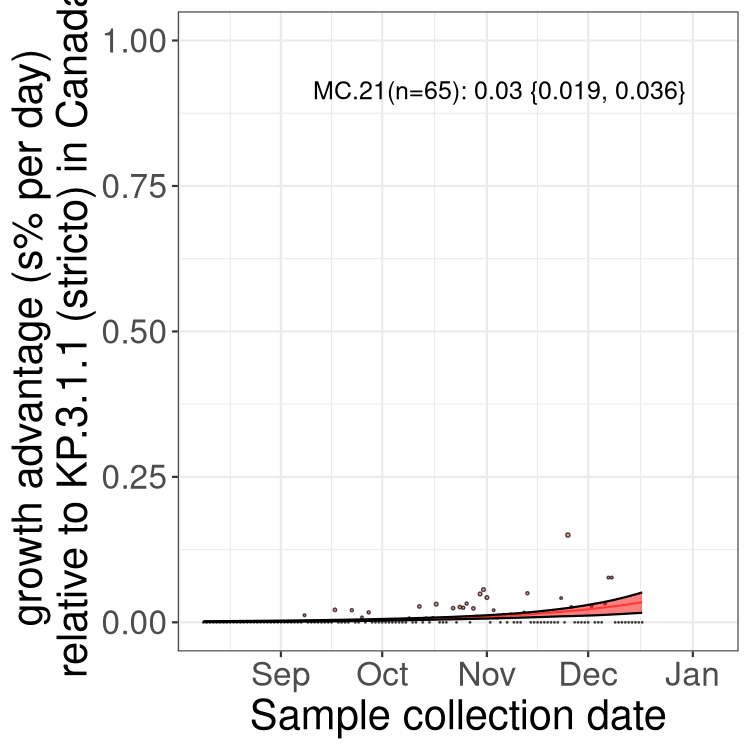 growth advantage (s% per day)
relative to KP.3.1.1 (stricto) in Canada
1.00
0.75
0.50
0.25
0.00
MC.21(n=65): 0.03 {0.019, 0.036}
Sep Oct Nov Dec Jan
Sample collection date